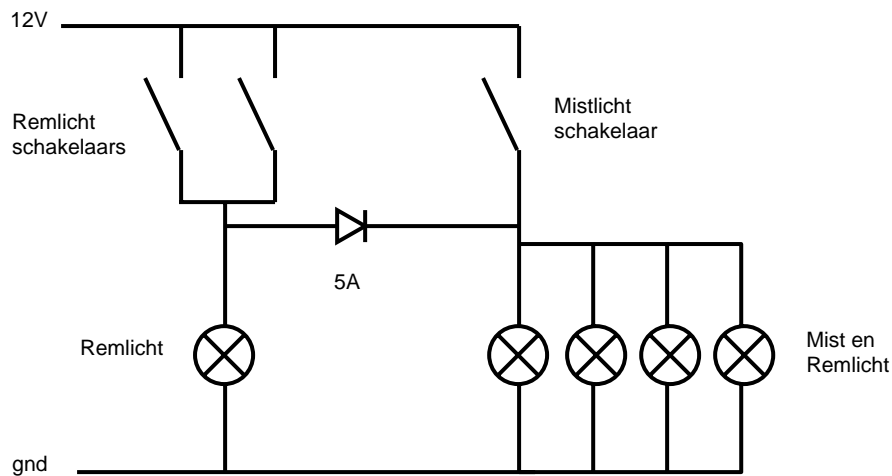 12V
Remlicht
schakelaars
Mistlicht
schakelaar
5A
Remlicht
Mist en
Remlicht
gnd